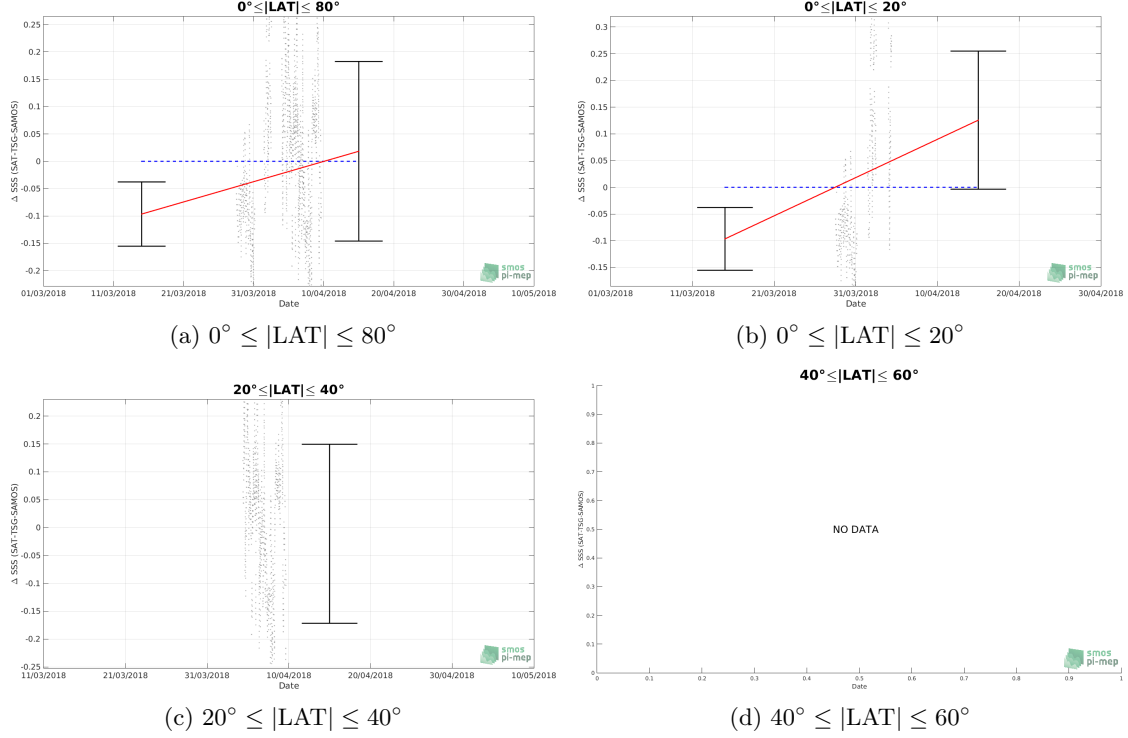 0°≤|LAT|≤ 80°
0.25
0.2
0.15
0.1
0.05
0
-0.05
-0.1
-0.15
-0.2
Δ SSS (SAT-TSG-SAMOS)
01/03/2018 11/03/2018 21/03/2018 31/03/2018 10/04/2018 20/04/2018 30/04/2018 10/05/2018
Date
smos
pi-mep
(a) 0° ≤ |LAT| ≤ 80°
0°≤|LAT|≤ 20°
0.3
0.25
0.2
0.15
0.1
0.05
0
-0.05
-0.1
-0.15
Δ SSS (SAT-TSG-SAMOS)
01/03/2018 11/03/2018 21/03/2018 31/03/2018 10/04/2018 20/04/2018 30/04/2018
Date
smos
pi-mep
(b) 0° ≤ |LAT| ≤ 20°
20°≤|LAT|≤ 40°
0.2
0.15
0.1
0.05
0
-0.05
-0.1
-0.15
-0.2
-0.25
Δ SSS (SAT-TSG-SAMOS)
11/03/2018 21/03/2018 31/03/2018 10/04/2018 20/04/2018 30/04/2018 10/05/2018
Date
smos
pi-mep
(c) 20° ≤ |LAT| ≤ 40°
40°≤|LAT|≤ 60°
1
0.9
0.8
0.7
0.6
0.5
0.4
0.3
0.2
0.1
0
Δ SSS (SAT-TSG-SAMOS)
NO DATA
0 0.1 0.2 0.3 0.4 0.5 0.6 0.7 0.8 0.9 1
Date
smos
pi-mep
(d) 40° ≤ |LAT| ≤ 60°